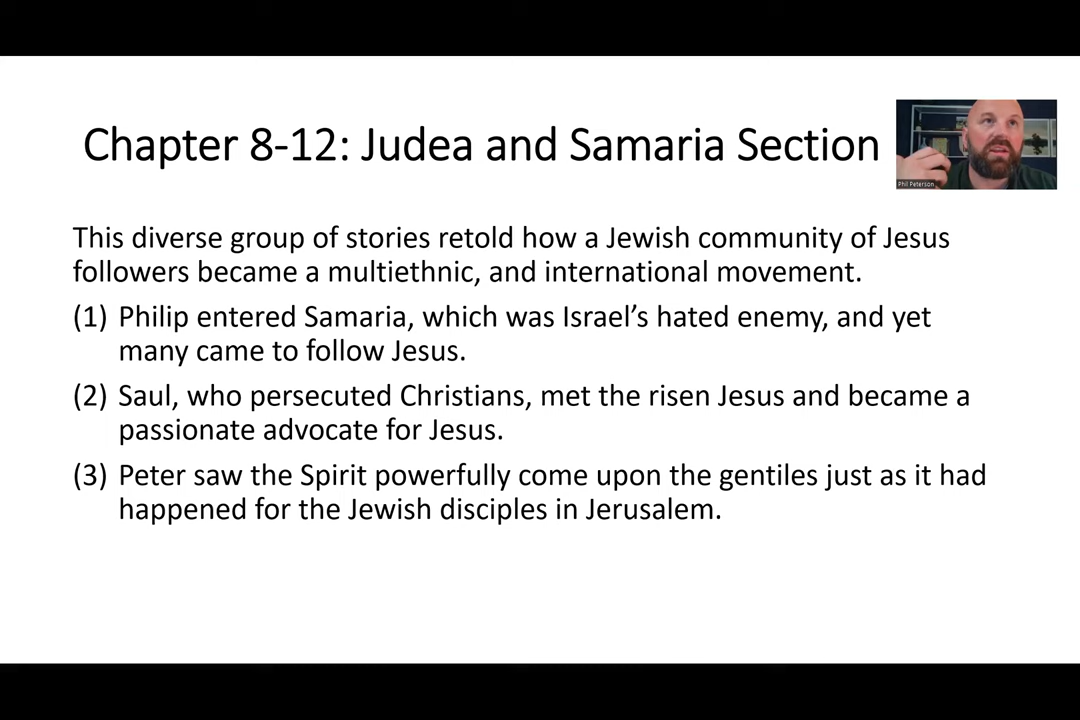 Chapter 8-12: Judea and Samaria Section
Phil Peterson
This diverse group of stories retold how a Jewish community of Jesus
followers became a multiethnic, and international movement.
(1) Philip entered Samaria, which was Israel’s hated enemy, and yet
many came to follow Jesus.
(2) Saul, who persecuted Christians, met the risen Jesus and became a
passionate advocate for Jesus.
(3) Peter saw the Spirit powerfully come upon the gentiles just as it had
happened for the Jewish disciples in Jerusalem.